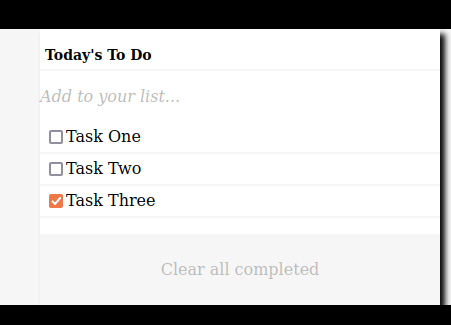 Today's To Do
Add to your list...
Task One
Task Two
Task Three
Clear all completed